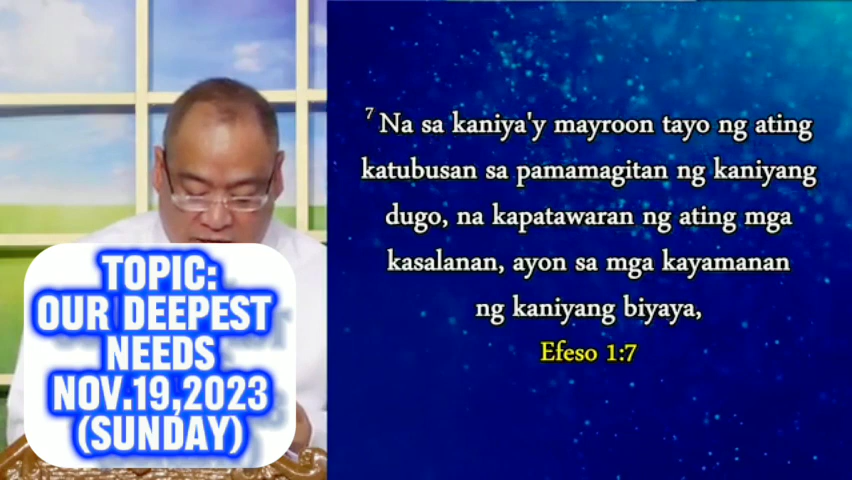 TOPIC:
OUR DEEPEST
NEEDS
NOV.19,2023
(SUNDAY)
7 Na sa kaniya'y mayroon tayo ng ating
katubusan sa pamamagitan ng kaniyang
dugo, na kapatawaran ng ating mga
kasalanan, ayon sa mga kayamanan
ng kaniyang biyaya,
Efeso 1:7